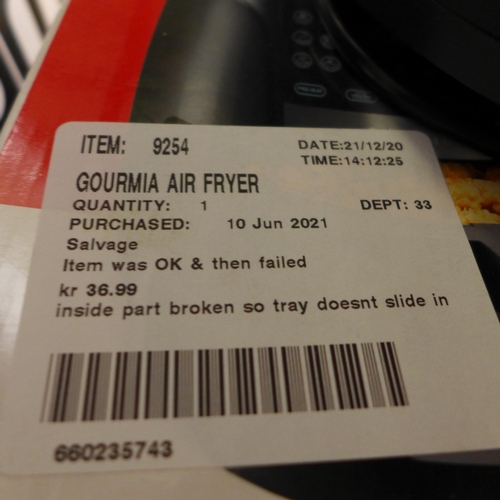 ITEM: 9254
DATE:21/12/20
TIME:14:12:25
GOURMIA AIR FRYER
QUANTITY: 1
DEPT: 33
PURCHASED: 10 Jun 2021
Salvage
Item was OK & then failed
kr 36.99
inside part broken so tray doesnt slide in
660235743